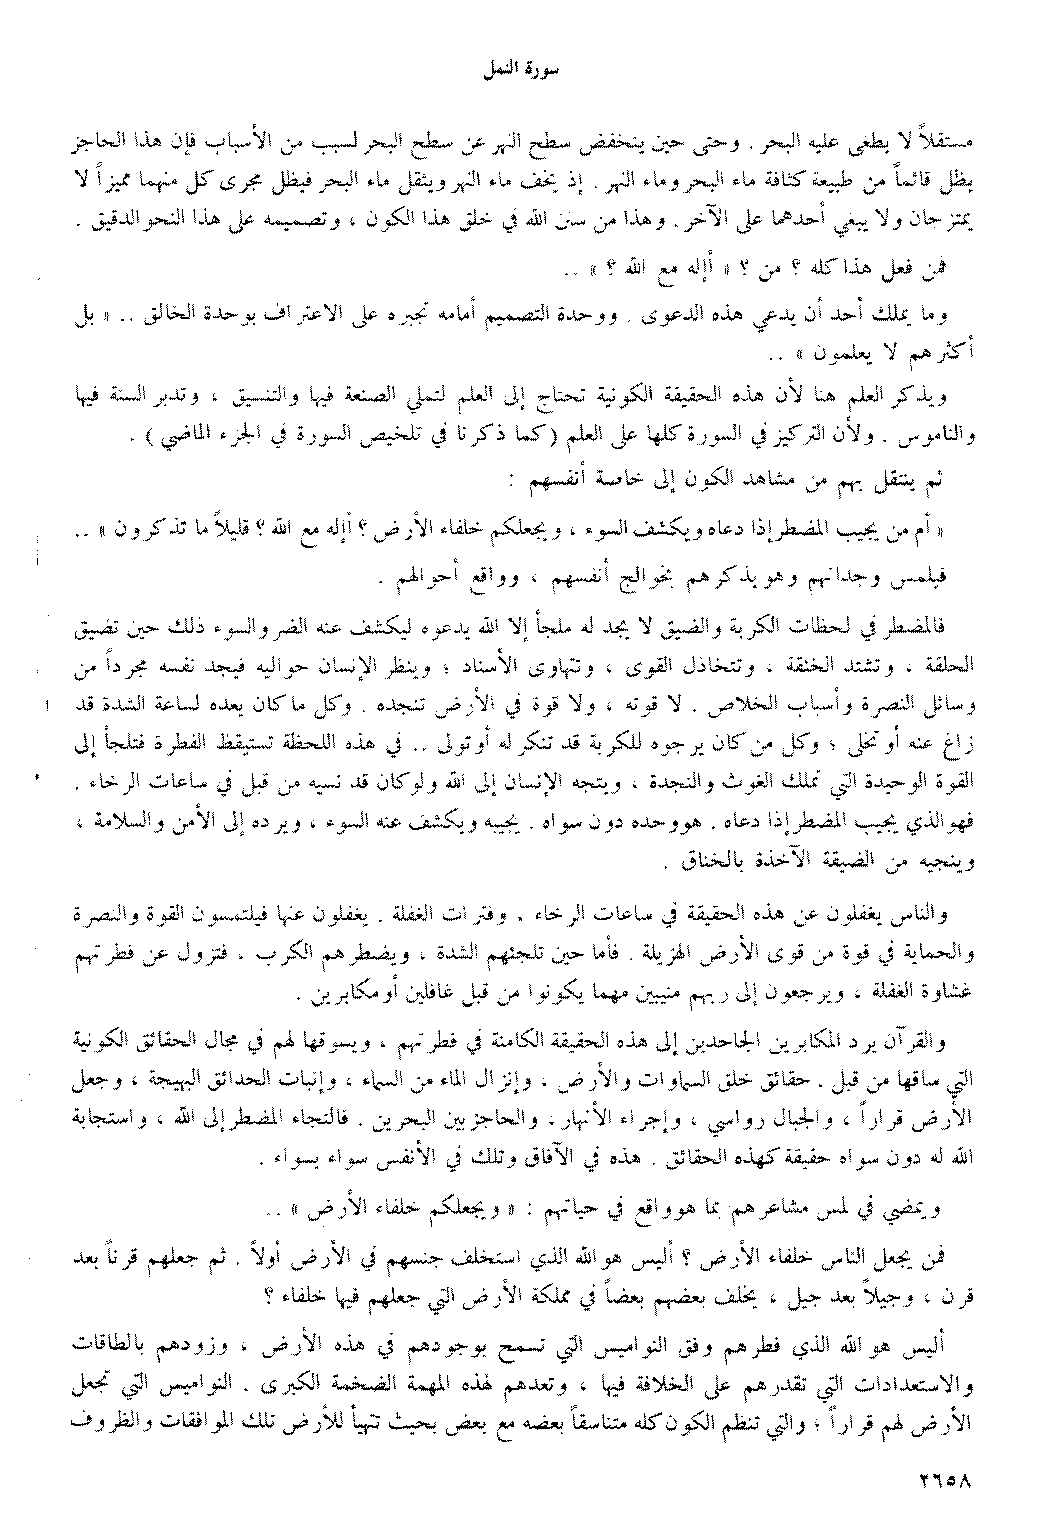 سورة النمل
مستقلاً لا يطغى عليه البحر . وحتى حين ينخفض سطح النهر عن سطح البحر لسبب من الأسباب فإن هذا الحاجز
يظل قائماً من طبيعة كثافة ماء البحر وماء النهر . إذ يخف ماء النهر ويثقل ماء البحر فيظل مجرى كل منهما مميزاً لا
يمتزجان ولا يبغي أحدهما على الآخر . وهذا من سنن الله في خلق هذا الكون ، وتصميمه على هذا النحو الدقيق .
فمن فعل هذا كله ؟ من ؟ « أإله مع الله ؟ » ..
وما يملك أحد أن يدعي هذه الدعوى . ووحدة التصميم أمامه تجبره على الاعتراف بوحدة الخالق .. « بل
أكثرهم لا يعلمون » ..
ويذكر العلم هنا لأن هذه الحقيقة الكونية تحتاج إلى العلم لتملي الصنعة فيها والتنسيق ، وتدبر السنة فيها
والناموس . ولأن التركيز في السورة كلها على العلم (كما ذكرنا في تلخيص السورة في الجزء الماضي) .
ثم ينتقل بهم من مشاهد الكون إلى خاصة أنفسهم :
« أم من يجيب المضطر إذا دعاه ويكشف السوء ، ويجعلكم خلفاء الأرض ؟ أإله مع الله ؟ قليلاً ما تذكرون » ..
فيلمس وجدانهم وهو يذكرهم بخوالج أنفسهم ، وواقع أحوالهم .
فالمضطر في لحظات الكربة والضيق لا يجد له ملجأ إلا الله يدعوه ليكشف عنه الضر والسوء ذلك حين تضيق
الحلقة ، وتشتد الخنقة ، وتتخاذل القوى ، وتتهاوى الأسناد ؛ وينظر الإنسان حواليه فيجد نفسه مجرداً من
وسائل النصرة وأسباب الخلاص . لا قوته ، ولا قوة في الأرض تنجده . وكل ما كان يعده لساعة الشدة قد
زاغ عنه أو تخلى ؛ وكل من كان يرجوه للكربة قد تنكر له أو تولى .. في هذه اللحظة تستيقظ الفطرة فتلجأ إلى
القوة الوحيدة التي تملك الغوث والنجدة ، ويتجه الإنسان إلى الله ولو كان قد نسيه من قبل في ساعات الرخاء .
فهو الذي يجيب المضطر إذا دعاه . هو وحده دون سواه . يجيبه ويكشف عنه السوء ، ويرده إلى الأمن والسلامة ،
وينجيه من الضيقة الآخذة بالخناق .
والناس يغفلون عن هذه الحقيقة في ساعات الرخاء ، وفترات الغفلة . يغفلون عنها فيلتمسون القوة والنصرة
والحماية في قوة من قوى الأرض الهزيلة . فأما حين تلجئهم الشدة ، ويضطرهم الكرب ، فتزول عن فطرتهم
غشاوة الغفلة ، ويرجعون إلى ربهم منيبين مهما يكونوا من قبل غافلين أو مكابرين .
والقرآن يرد المكابرين الجاحدين إلى هذه الحقيقة الكامنة في فطرتهم ، ويسوقها لهم في مجال الحقائق الكونية
التي ساقها من قبل . حقائق خلق السماوات والأرض ، وإنزال الماء من السماء ، وإنبات الحدائق البهيجة ، وجعل
الأرض قراراً ، والجبال رواسي ، وإجراء الأنهار ، والحاجز بين البحرين . فالتجاء المضطر إلى الله ، واستجابة
الله له دون سواه حقيقة كهذه الحقائق . هذه في الآفاق وتلك في الأنفس سواء بسواء .
ويمضي في لمس مشاعرهم بما هو واقع في حياتهم : « ويجعلكم خلفاء الأرض » ..
فمن يجعل الناس خلفاء الأرض ؟ أليس هو الله الذي استخلف جنسهم في الأرض أولاً . ثم جعلهم قرناً بعد
قرن ، وجيلاً بعد جيل ، يخلف بعضهم بعضاً في مملكة الأرض التي جعلهم فيها خلفاء ؟
أليس هو الله الذي فطرهم وفق النواميس التي تسمح بوجودهم في هذه الأرض ، وزودهم بالطاقات
والاستعدادات التي تقدرهم على الخلافة فيها ، وتعدهم لهذه المهمة الضخمة الكبرى . النواميس التي تجعل
الأرض لهم قراراً ؛ والتي تنظم الكون كله متناسقاً بعضه مع بعض بحيث تتهيأ للأرض تلك الموافقات والظروف
٢٦٥٨